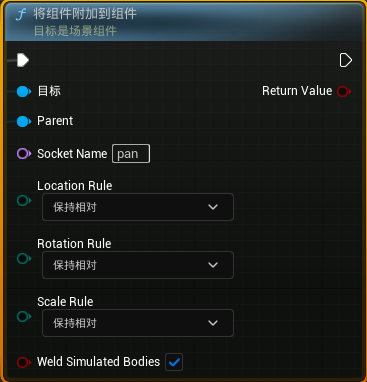 将组件附加到组件
目标是场景组件
目标
Return Value
Parent
Socket Name pan
Location Rule
保持相对
Rotation Rule
保持相对
Scale Rule
保持相对
Weld Simulated Bodies